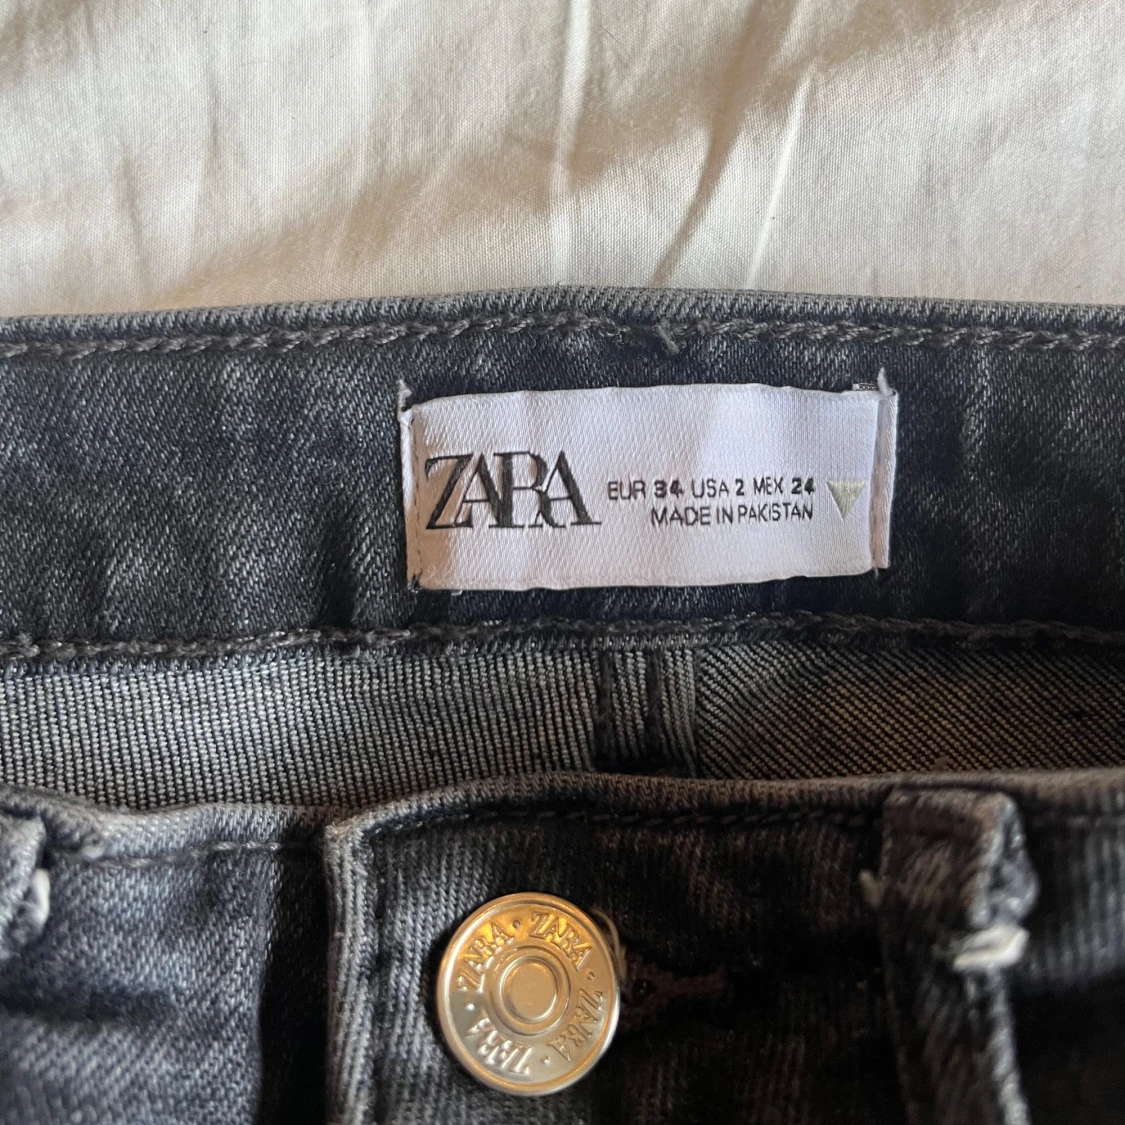 ZARA
EUR 34 USA 2 MEX 24
MADE IN PAKISTAN
ZARA · ZARA · ZARA · ZARA ·